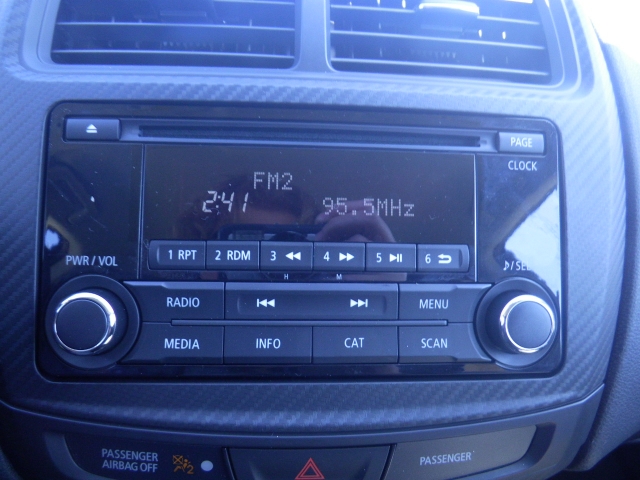 PAGE
CLOCK
FM2
2:41 95.5MHz
1 RPT 2 RDM 3 4 5 6
H M
PWR / VOL
/SEL
RADIO MENU
MEDIA INFO CAT SCAN
PASSENGER
AIRBAG OFF 2
PASSENGER